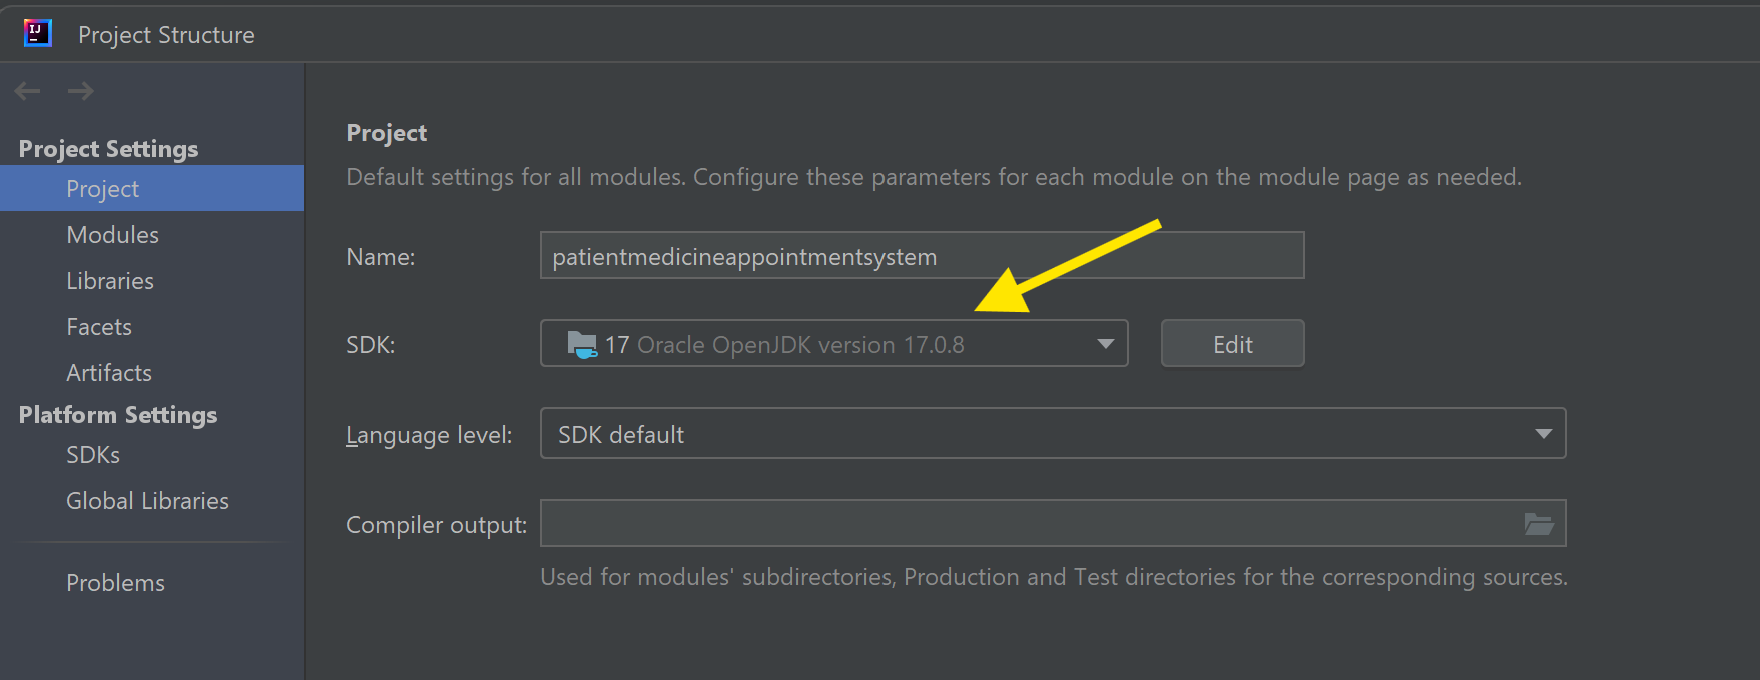 IJ
Project Structure
Project Settings
Project
Modules
Libraries
Facets
Artifacts
Platform Settings
SDKs
Global Libraries
Problems
Project
Default settings for all modules. Configure these parameters for each module on the module page as needed.
Name: patientmedicineappointmentsystem
SDK: 17 Oracle OpenJDK version 17.0.8 Edit
Language level: SDK default
Compiler output:
Used for modules' subdirectories, Production and Test directories for the corresponding sources.